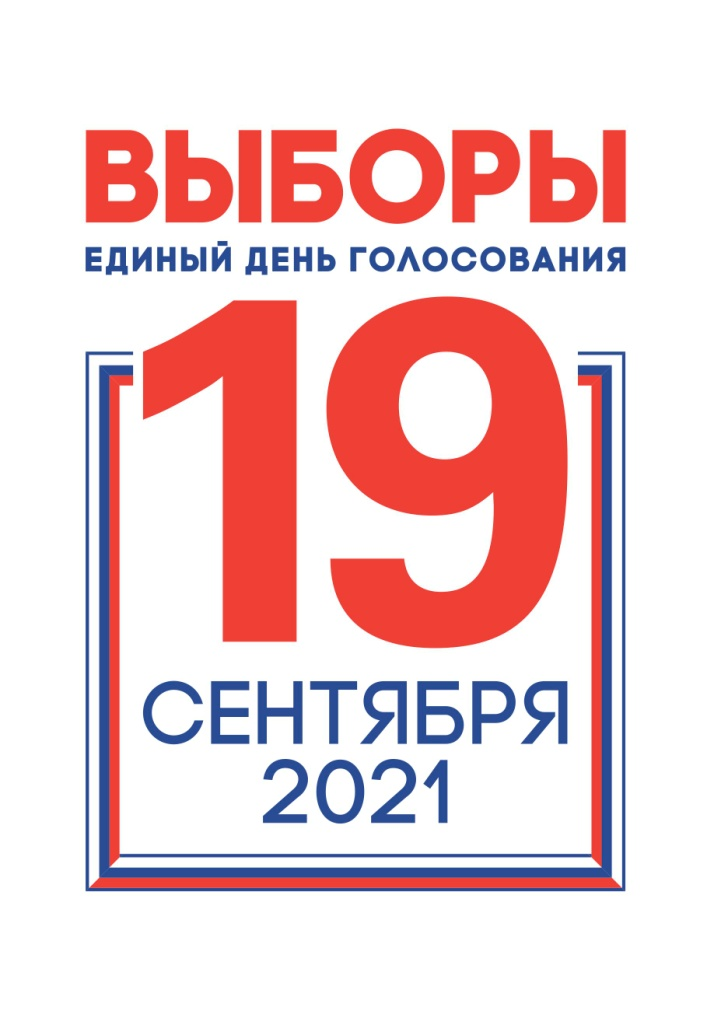 ВЫБОРЫ
ЕДИНЫЙ ДЕНЬ ГОЛОСОВАНИЯ
19
СЕНТЯБРЯ
2021